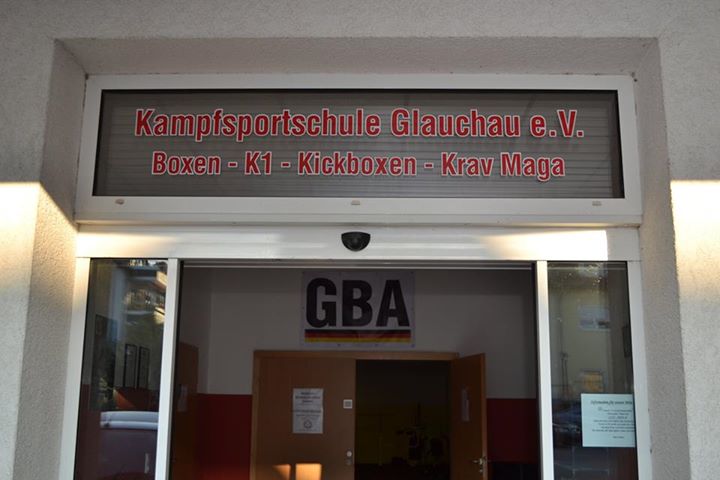 Kampfsportschule Glauchau e.V.
Boxen - K1 - Kickboxen - Krav Maga
GBA